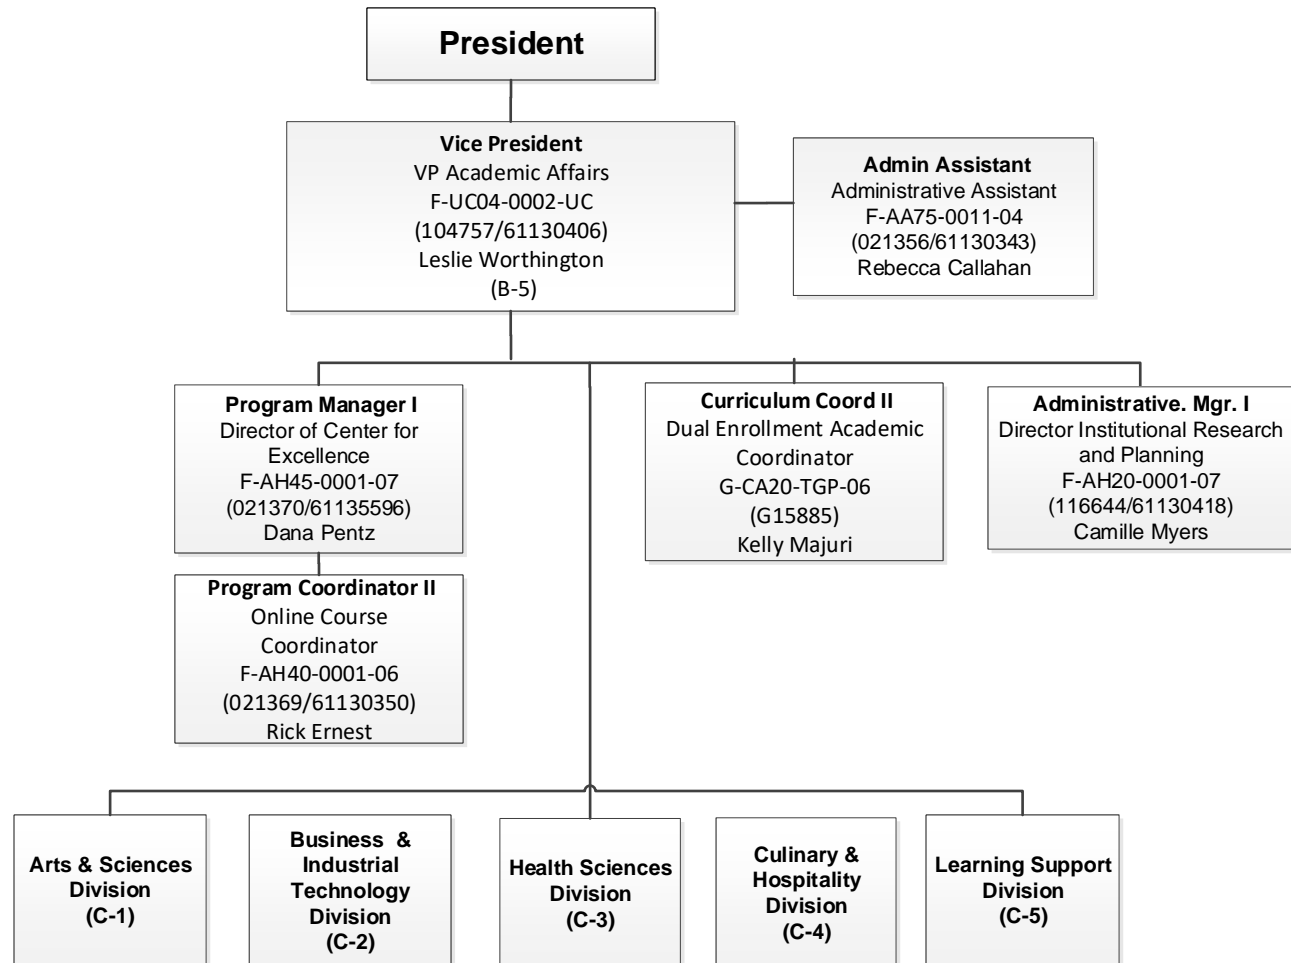 President
Vice President
VP Academic Affairs
F-UC04-0002-UC
(104757/61130406)
Leslie Worthington
(B-5)
Admin Assistant
Administrative Assistant
F-AA75-0011-04
(021356/61130343)
Rebecca Callahan
Program Manager I
Director of Center for
Excellence
F-AH45-0001-07
(021370/61135596)
Dana Pentz
Curriculum Coord II
Dual Enrollment Academic
Coordinator
G-CA20-TGP-06
(G15885)
Kelly Majuri
Administrative. Mgr. I
Director Institutional Research
and Planning
F-AH20-0001-07
(116644/61130418)
Camille Myers
Program Coordinator II
Online Course
Coordinator
F-AH40-0001-06
(021369/61130350)
Rick Ernest
Arts & Sciences
Division
(C-1)
Business & 
Industrial
Technology
Division
(C-2)
Health Sciences
Division
(C-3)
Culinary &
Hospitality
Division
(C-4)
Learning Support
Division
(C-5)